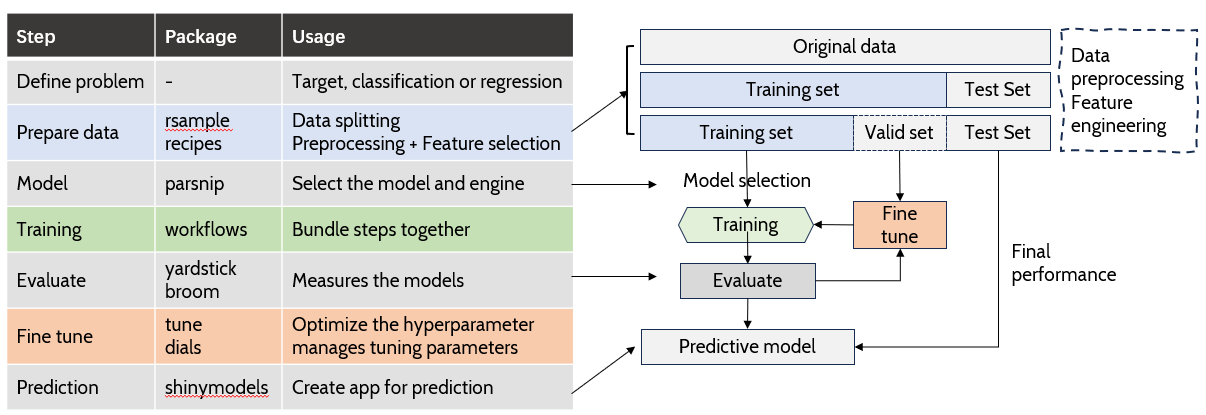 Step Package Usage
Define problem - Target, classification or regression
Prepare data rsample Data splitting
recipes Preprocessing + Feature selection
Model parsnip Select the model and engine
Training workflows Bundle steps together
Evaluate yardstick Measures the models
broom
Fine tune tune Optimize the hyperparameter
dials manages tuning parameters
Prediction shinymodels Create app for prediction
Original data
Training set Test Set
Training set Valid set Test Set
Data
preprocessing
Feature
engineering
Model selection
Training
Fine
tune
Evaluate
Final
performance
Predictive model